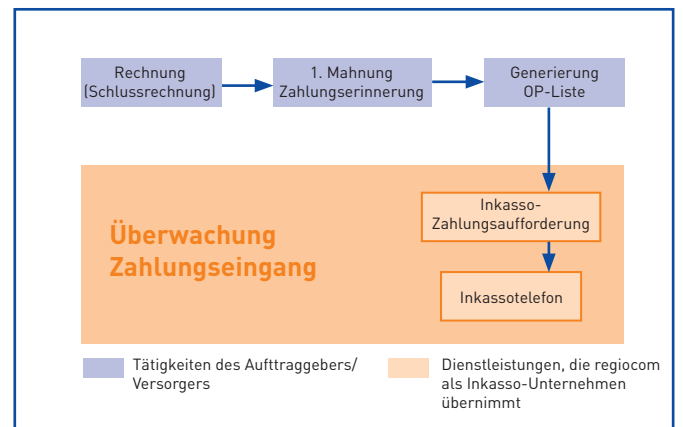 Rechnung
(Schlussrechnung)
1. Mahnung
Zahlungserinnerung
Generierung
OP-Liste
Überwachung
Zahlungseingang
Inkasso-
Zahlungsaufforderung
Inkassotelefon
Tätigkeiten des Aufttraggebers/
Versorgers
Dienstleistungen, die regiocom
als Inkasso-Unternehmen
übernimmt